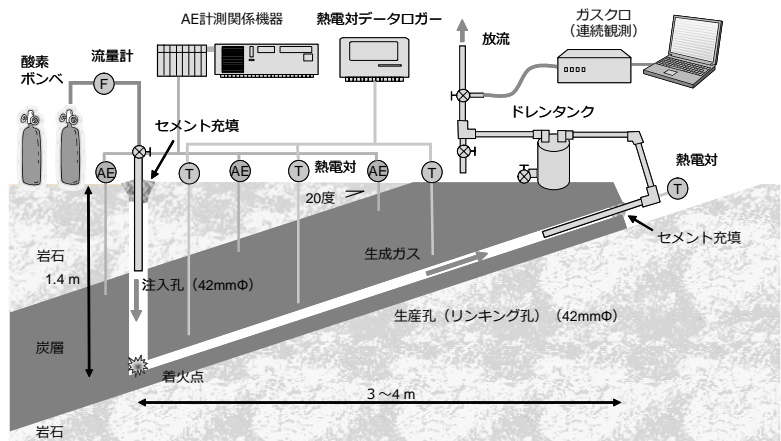 AE計測関係機器
熱電対データロガー
放流
ガスクロ
（連続観測）
酸素
ボンベ
流量計
F
ドレンタンク
セメント充填
熱電対
AE
T
AE
T
熱電対
AE
T
T
20度
セメント充填
岩石
1.4 m
生成ガス
注入孔（42mmΦ）
生産孔（リンキング孔）（42mmΦ）
炭層
着火点
3～4 m
岩石